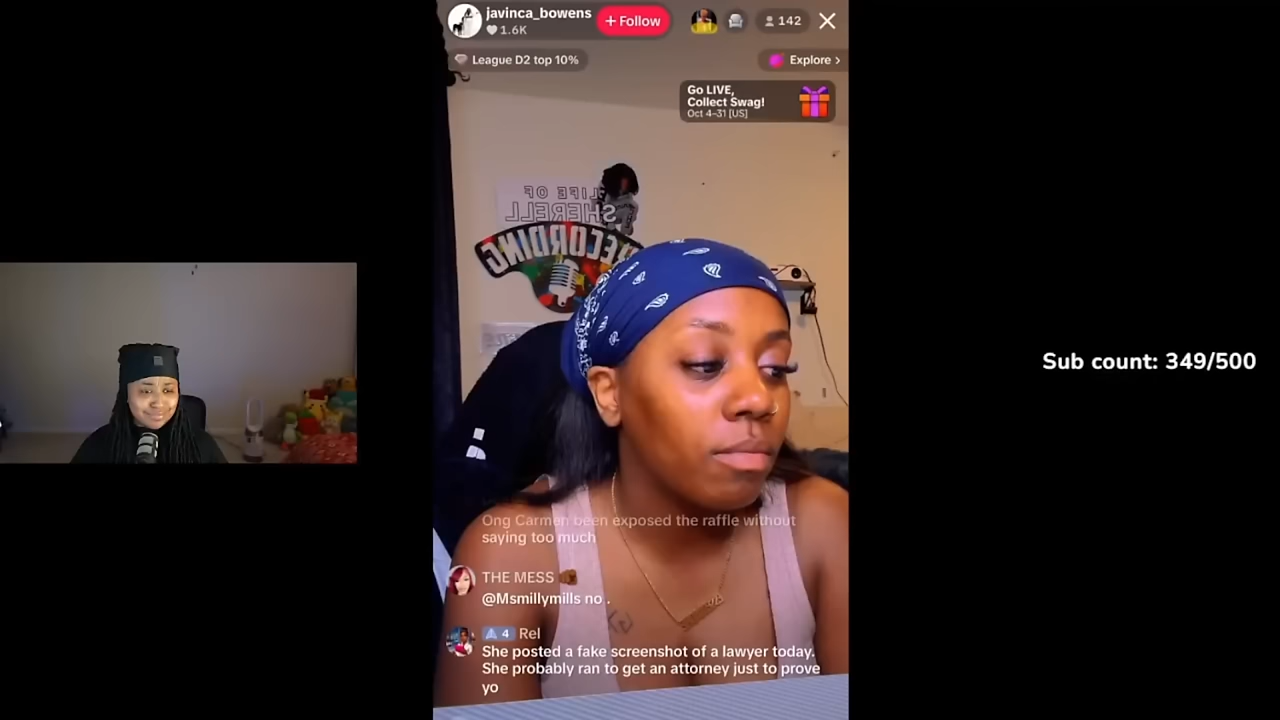 javinca_bowens
1.6K
+ Follow
142
League D2 top 10%
Explore >
Go LIVE,
Collect Swag!
Oct 4-31 [US]
LIFE OF
SHERELL
RECORDING
Sub count: 349/500
Ong Carmen been exposed the raffle without
saying too much
THE MESS
@Msmillymills no .
4 Rel
She posted a fake screenshot of a lawyer today.
She probably ran to get an attorney just to prove
yo